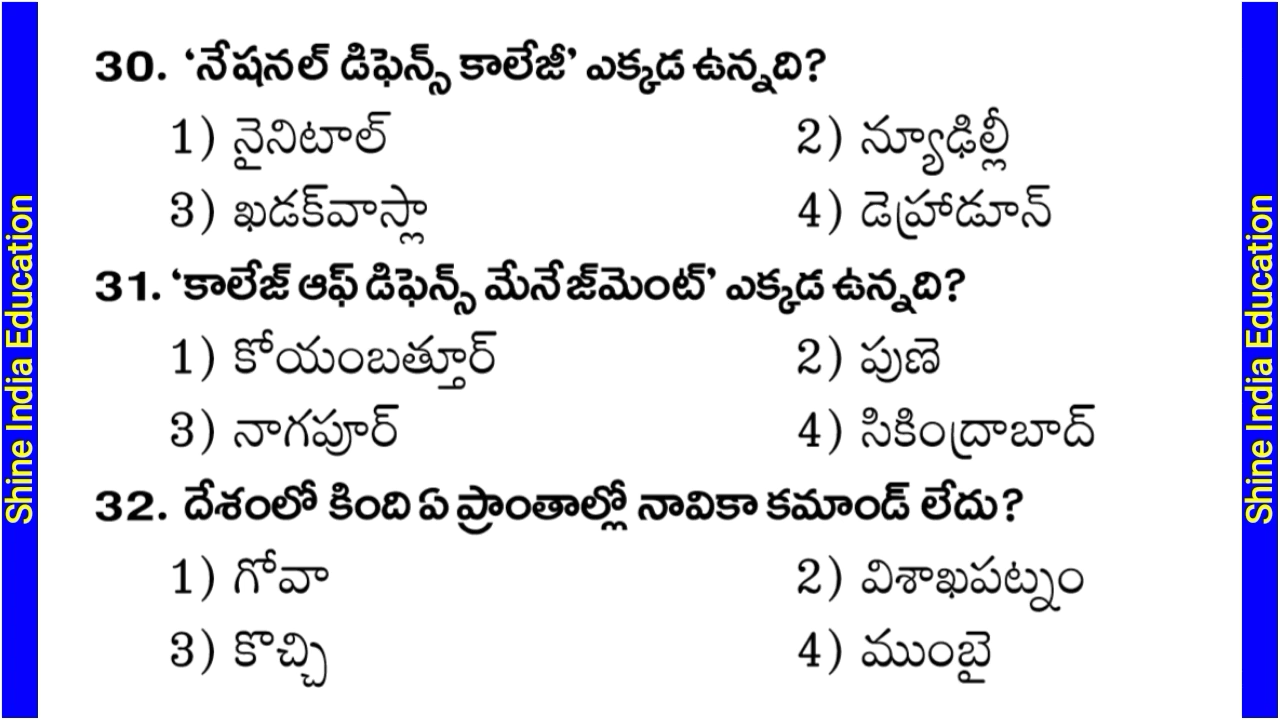 Shine India Education
30. ‘నేషనల్ డిఫెన్స్ కాలేజీ’ ఎక్కడ ఉన్నది?
1) నైనిటాల్ 2) న్యూఢిల్లీ
3) ఖడక్‌వాస్లా 4) డెహ్రాడూన్
31. ‘కాలేజ్ ఆఫ్ డిఫెన్స్ మేనేజ్‌మెంట్’ ఎక్కడ ఉన్నది?
1) కోయంబత్తూర్ 2) పుణె
3) నాగపూర్ 4) సికింద్రాబాద్
32. దేశంలో కింది ఏ ప్రాంతాల్లో నావికా కమాండ్ లేదు?
1) గోవా 2) విశాఖపట్నం
3) కొచ్చి 4) ముంబై
Shine India Education